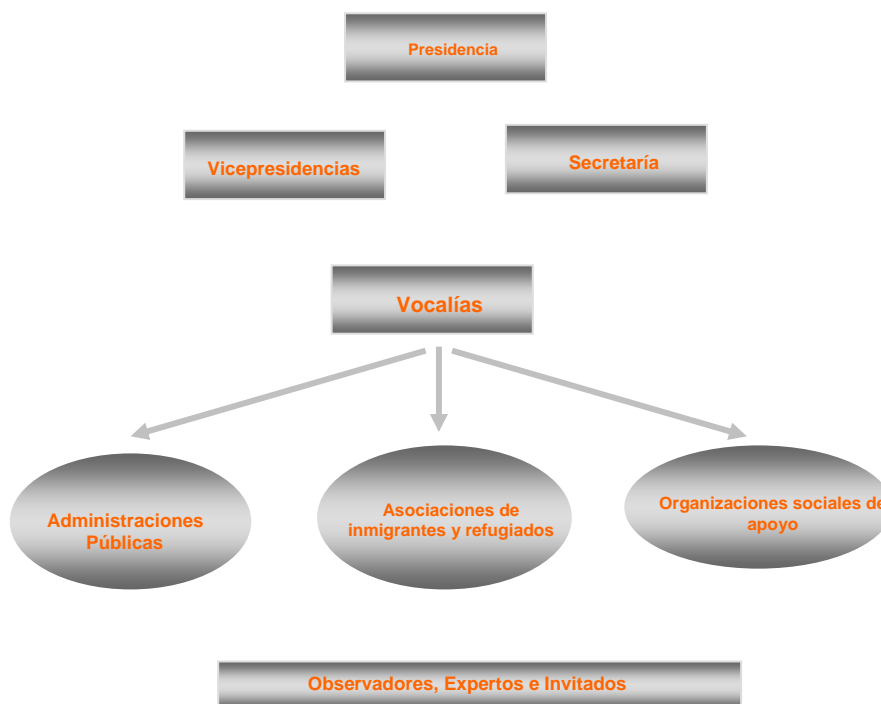 Presidencia
Vicepresidencias
Secretaría
Vocalías
Administraciones
Públicas
Asociaciones de
inmigrantes y refugiados
Organizaciones sociales de
apoyo
Observadores, Expertos e Invitados